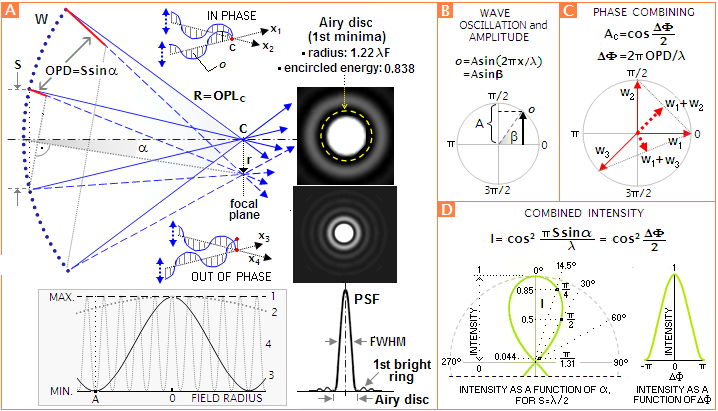 A
W
S
OPD=Ssinα
IN PHASE
x₁
x₂
C
o
Airy disc
(1st minima)
• radius: 1.22λF
• encircled energy: 0.838
R=OPLC
C
α
r
focal
plane
x₃
x₄
OUT OF PHASE
MAX.
MIN.
1
2
4
3
A
0
FIELD RADIUS
PSF
FWHM
1st bright
ring
Airy disc
B
WAVE
OSCILLATION and
AMPLITUDE
o=Asin(2πx/λ)
=Asinβ
π/2
A
o
β
π
0
3π/2
C
PHASE COMBINING
AC=cos ΔΦ/2
ΔΦ=2πOPD/λ
π/2
W₂
W₁+W₂
π
0
W₁
W₃
W₁+W₃
3π/2
D
COMBINED INTENSITY
I= cos² πSsinα/λ = cos² ΔΦ/2
1
0°
14.5°
30°
0.85
π/4
I
60°
0.5
π/2
INTENSITY
0.044
π
1.31
270°
0
90°
INTENSITY AS A FUNCTION OF α,
FOR S=λ/2
1
INTENSITY
-π
0
π
ΔΦ
INTENSITY AS A
FUNCTION OF ΔΦ